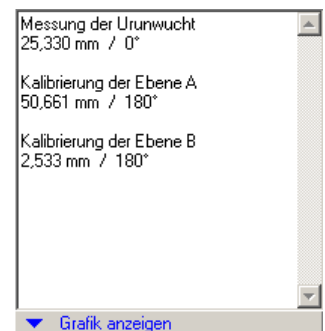 Messung der Urunwucht
25,330 mm / 0°
Kalibrierung der Ebene A
50,661 mm / 180°
Kalibrierung der Ebene B
2,533 mm / 180°
Grafik anzeigen